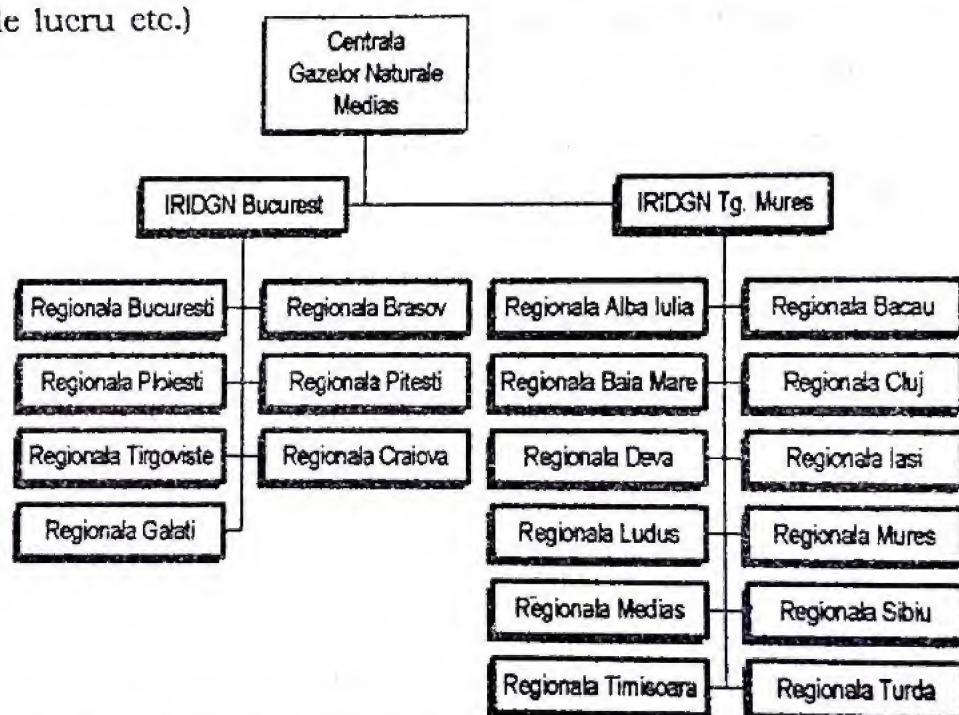 le lucru etc.)
Centrala
Gazelor Naturale
Medias
IRIDGN Bucurest
IRIDGN Tg. Mures
Regionala Bucuresti
Regionala Brasov
Regionala Alba Iulia
Regionala Bacau
Regionala Ploiesti
Regionala Pitesti
Regionala Baia Mare
Regionala Cluj
Regionala Tirgoviste
Regionala Craiova
Regionala Deva
Regionala Iasi
Regionala Galati
Regionala Ludus
Regionala Mures
Regionala Medias
Regionala Sibiu
Regionala Timisoara
Regionala Turda